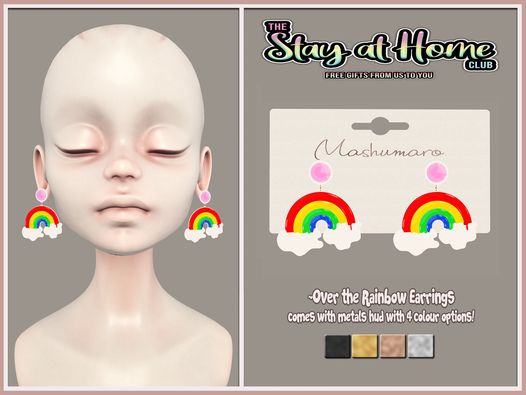 THE
Stay at Home
CLUB
FREE GIFTS FROM US TO YOU
Mashumaro
~Over the Rainbow Earrings
comes with metals hud with 4 colour options!